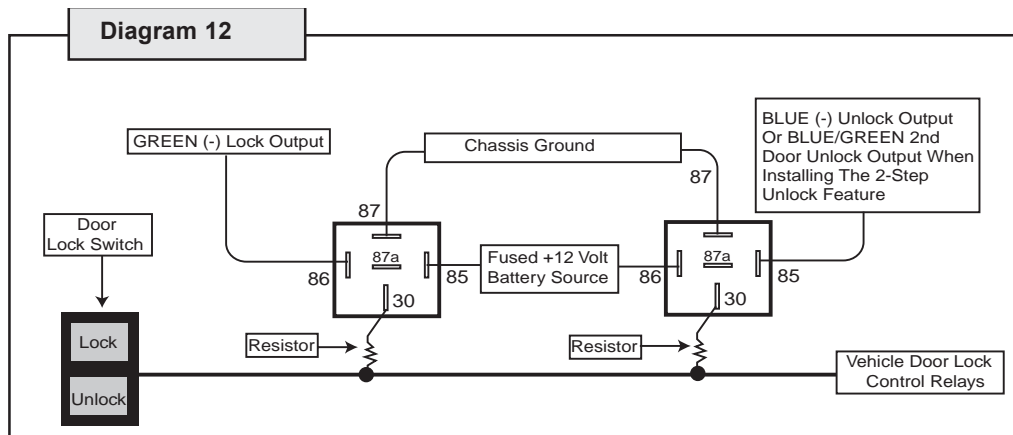 Diagram 12
GREEN (-) Lock Output
Chassis Ground
BLUE (-) Unlock Output
Or BLUE/GREEN 2nd
Door Unlock Output When
Installing The 2-Step
Unlock Feature
87
87
Door
Lock Switch
87a
87a
86
85
Fused +12 Volt
Battery Source
86
85
30
30
Lock
Resistor
Resistor
Unlock
Vehicle Door Lock
Control Relays